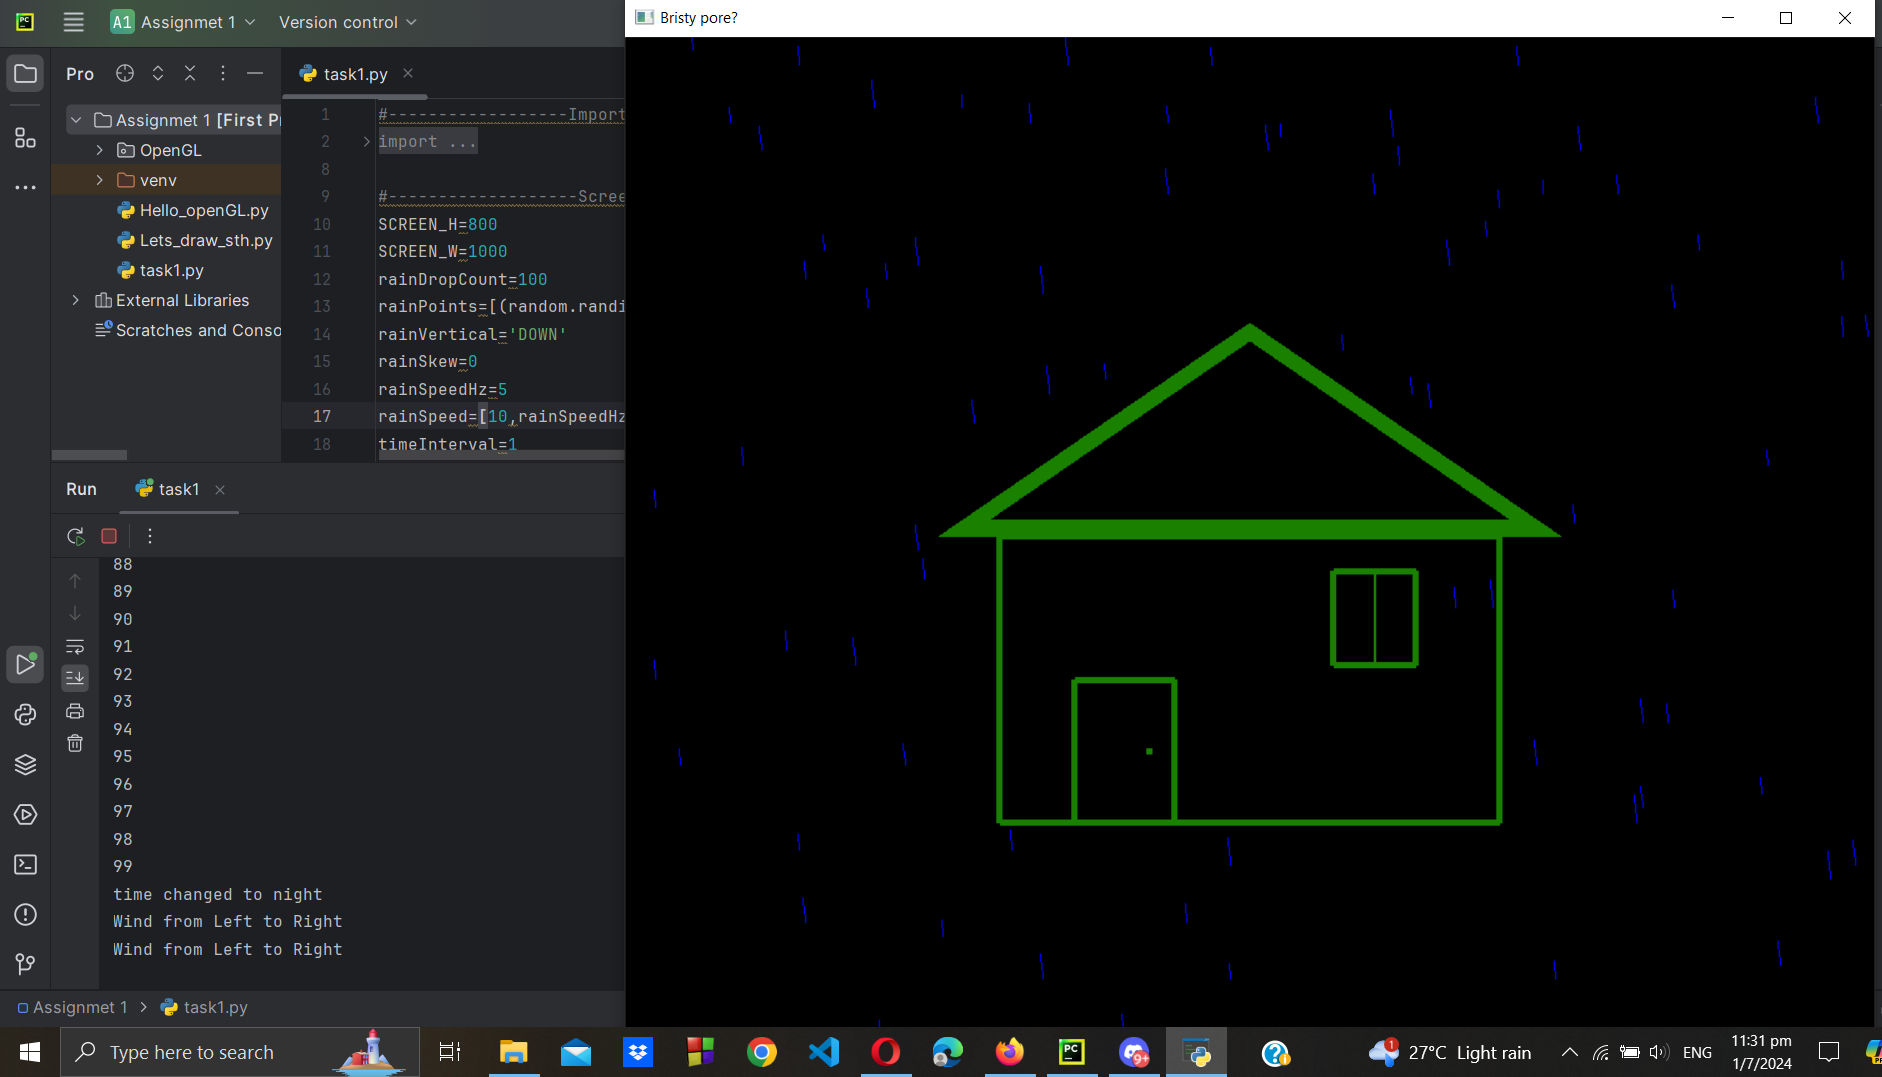 PC
A1 Assignmet 1
Version control
Bristy pore?
Pro
task1.py
Assignmet 1 [First P
OpenGL
venv
Hello_openGL.py
Lets_draw_sth.py
task1.py
External Libraries
Scratches and Conso
1 #------------------Import
2 import ...
8
9 #-------------------Scree
10 SCREEN_H=800
11 SCREEN_W=1000
12 rainDropCount=100
13 rainPoints=[(random.randi
14 rainVertical='DOWN'
15 rainSkew=0
16 rainSpeedHz=5
17 rainSpeed=[10,rainSpeedHz
18 timeInterval=1
Run
task1
88
89
90
91
92
93
94
95
96
97
98
99
time changed to night
Wind from Left to Right
Wind from Left to Right
Assignmet 1 > task1.py
Type here to search
PC
9+
1
27°C Light rain
ENG
11:31 pm
1/7/2024